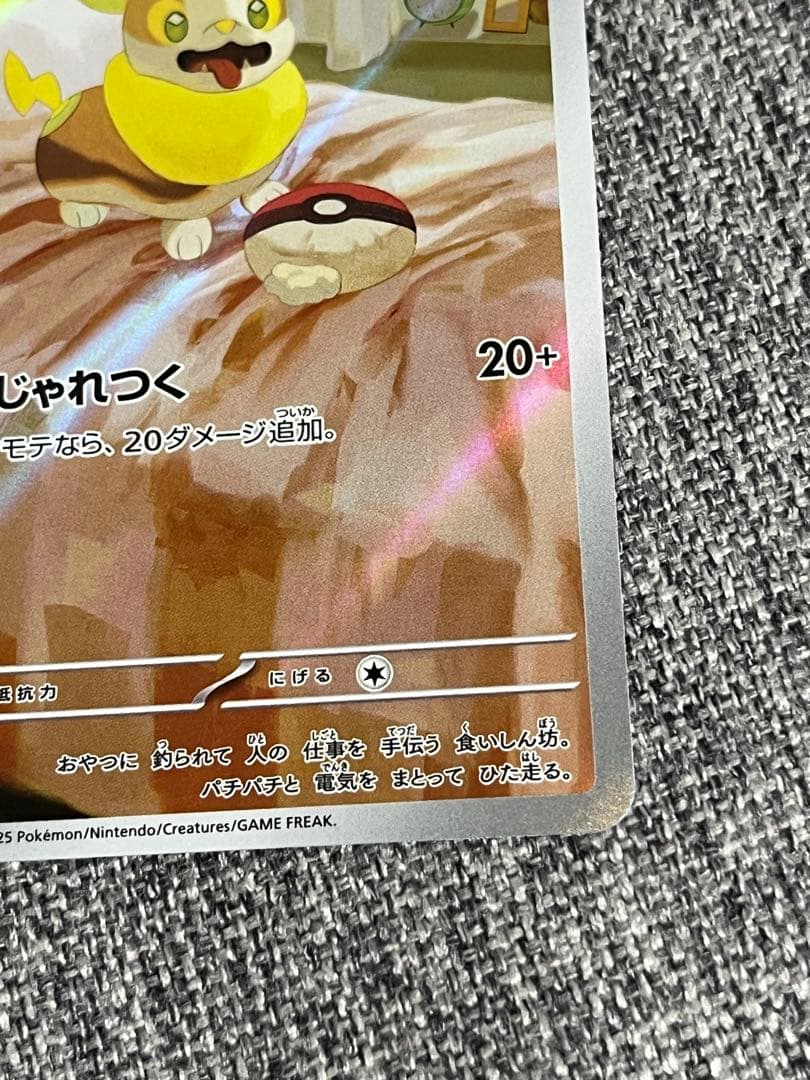 じゃれつく 20+
モテなら、20ダメージ追加。
抵抗力 にげる
おやつに 釣られて 人の 仕事を 手伝う 食いしん坊。
パチパチと 電気を まとって ひた走る。
25 Pokémon/Nintendo/Creatures/GAME FREAK.